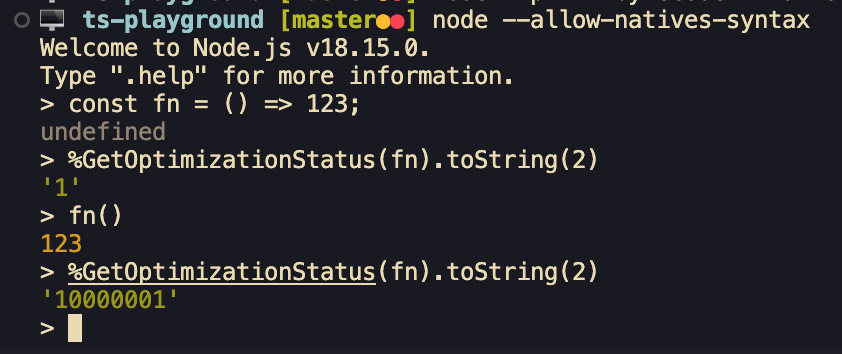 ts-playground [master●●] node --allow-natives-syntax
Welcome to Node.js v18.15.0.
Type ".help" for more information.
> const fn = () => 123;
undefined
> %GetOptimizationStatus(fn).toString(2)
'1'
> fn()
123
> %GetOptimizationStatus(fn).toString(2)
'10000001'
>